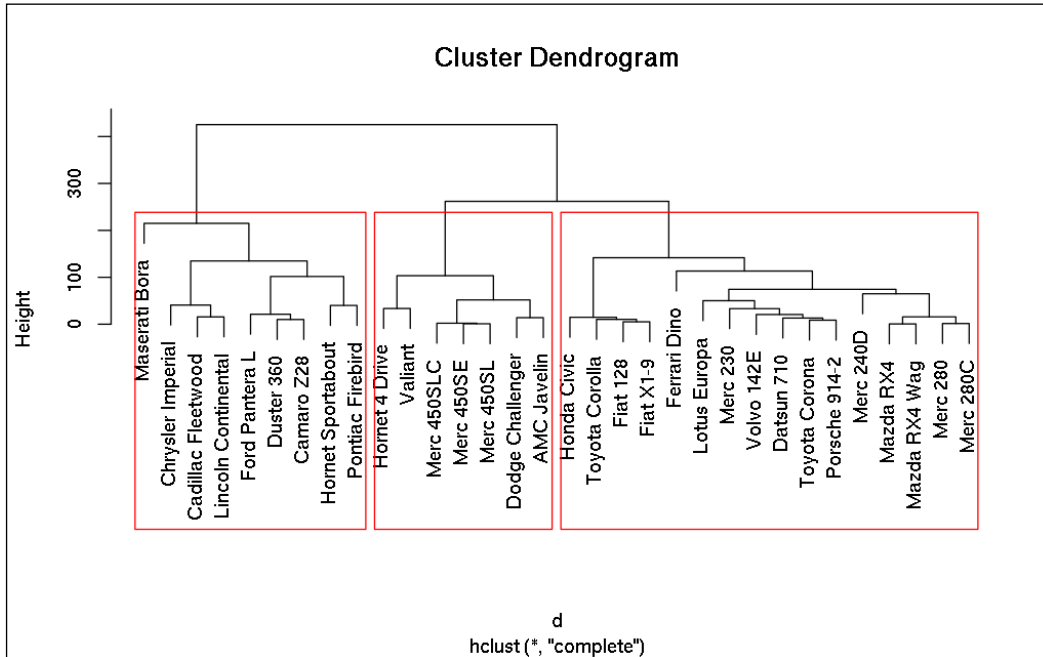 Cluster Dendrogram
Height
300
100
0
Maserati Bora
Chrysler Imperial
Cadillac Fleetwood
Lincoln Continental
Ford Pantera L
Duster 360
Camaro Z28
Hornet Sportabout
Pontiac Firebird
Hornet 4 Drive
Valiant
Merc 450SLC
Merc 450SE
Merc 450SL
Dodge Challenger
AMC Javelin
Honda Civic
Toyota Corolla
Fiat 128
Fiat X1-9
Ferrari Dino
Lotus Europa
Merc 230
Volvo 142E
Datsun 710
Toyota Corona
Porsche 914-2
Merc 240D
Mazda RX4
Mazda RX4 Wag
Merc 280
Merc 280C
d
hclust (*, "complete")